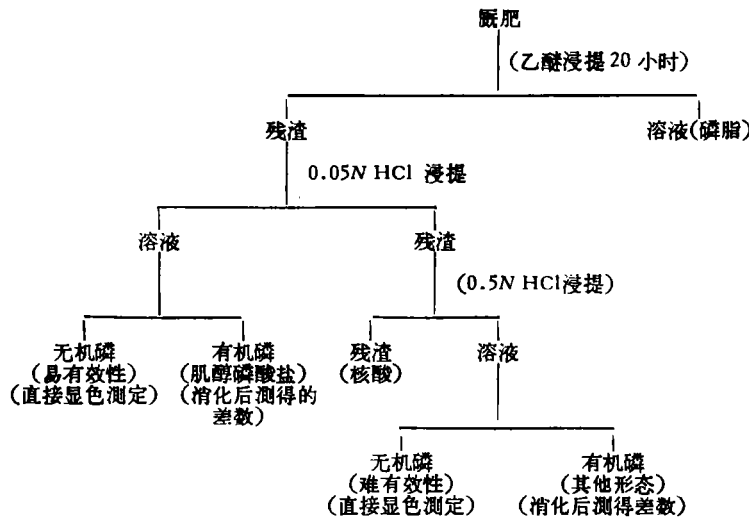 厩肥
(乙醚浸提20小时)
残渣
溶液(磷脂)
0.05N HCl 浸提
溶液
残渣
(0.5N HCl浸提)
无机磷
(易有效性)
(直接显色测定)
有机磷
(肌醇磷酸盐)
(消化后测得的
差数)
残渣
(核酸)
溶液
无机磷
(难有效性)
(直接显色测定)
有机磷
(其他形态)
(消化后测得差数)